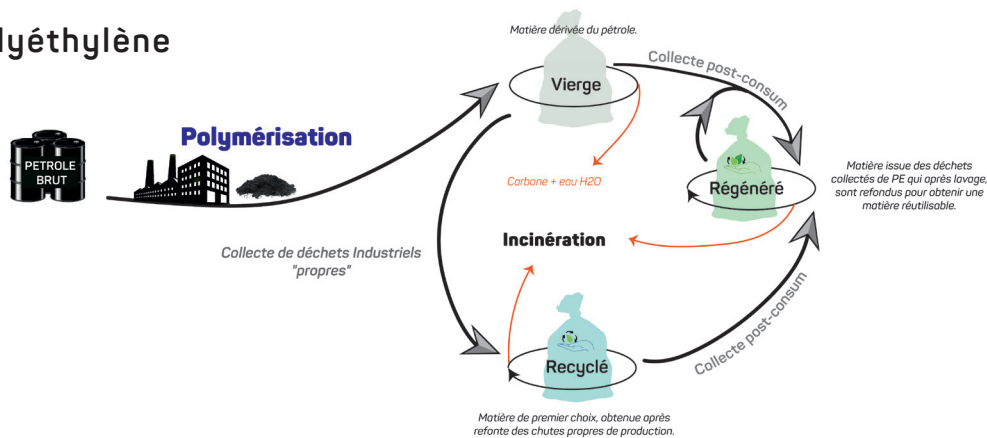 lyéthylène
Matière dérivée du pétrole.
Collecte post-consum
Vierge
Polymérisation
PETROLE
BRUT
Carbone + eau H2O
Régénéré
Matière issue des déchets
collectés de PE qui après lavage,
sont refondus pour obtenir une
matière réutilisable.
Incinération
Collecte de déchets Industriels
"propres"
Collecte post-consum
Recyclé
Matière de premier choix, obtenue après
refonte des chutes propres de production.